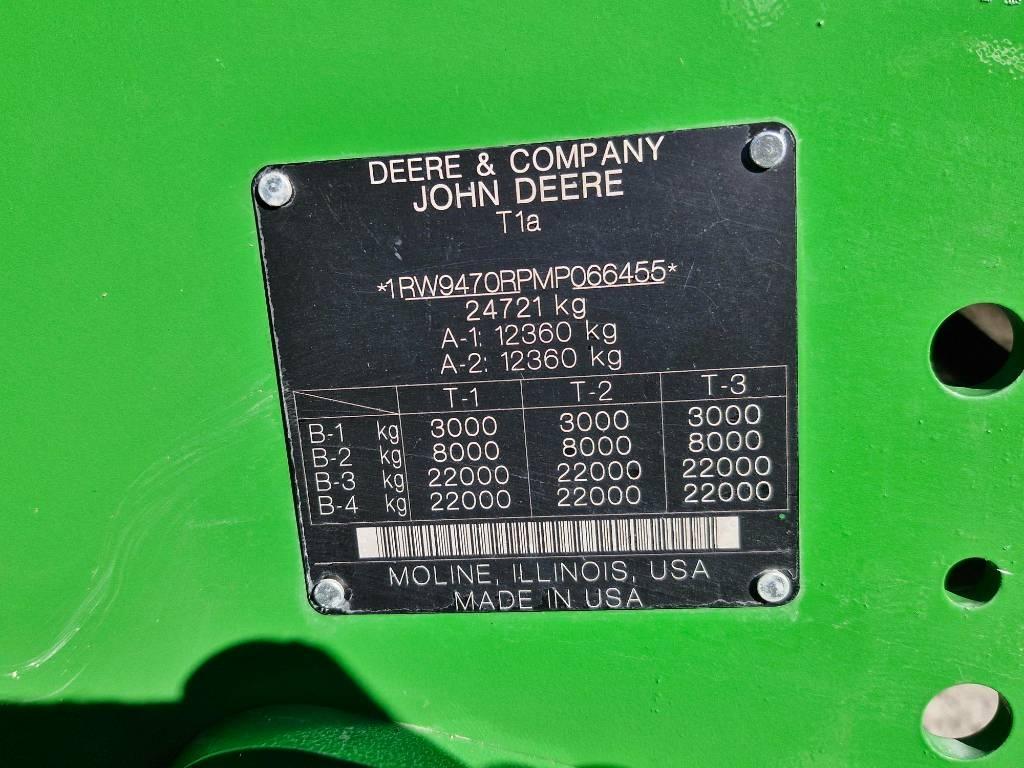 DEERE & COMPANY
JOHN DEERE
T1a
*1RW9470RPMP066455*
24721 kg
A-1: 12360 kg
A-2: 12360 kg
T-1 T-2 T-3
B-1 kg 3000 3000 3000
B-2 kg 8000 8000 8000
B-3 kg 22000 22000 22000
B-4 kg 22000 22000 22000
MOLINE, ILLINOIS, USA
MADE IN USA